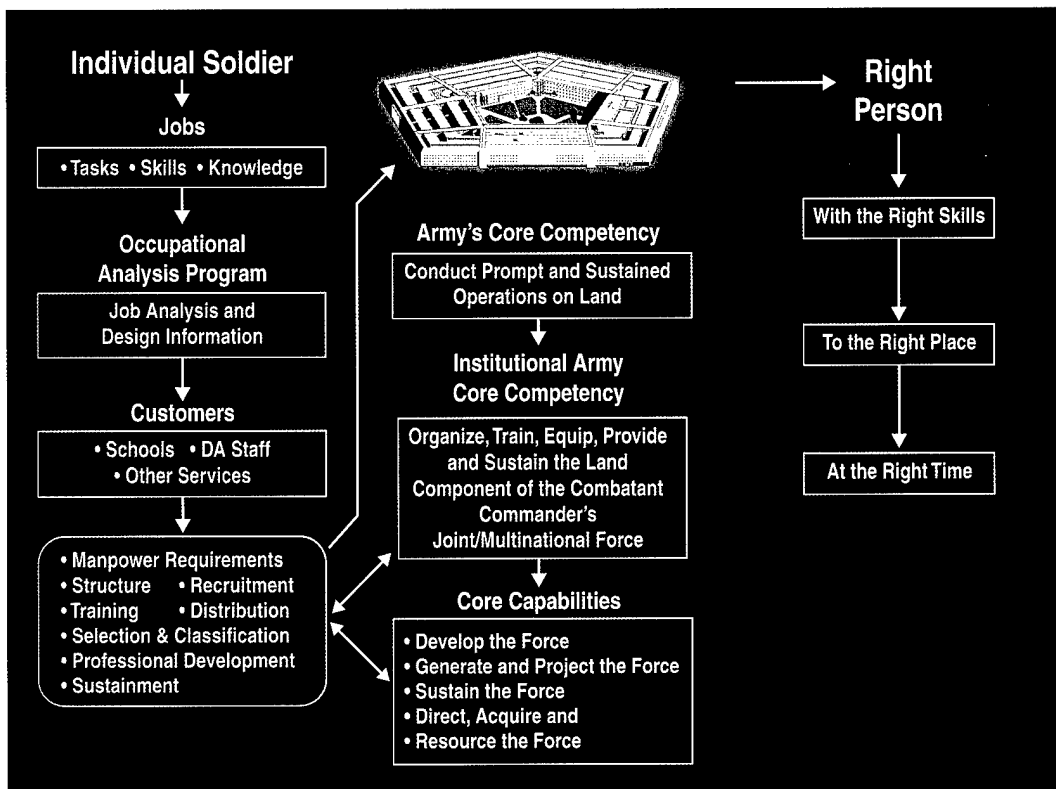 Individual Soldier
Jobs
• Tasks • Skills • Knowledge
Occupational
Analysis Program
Job Analysis and
Design Information
Customers
• Schools • DA Staff
• Other Services
• Manpower Requirements
• Structure • Recruitment
• Training • Distribution
• Selection & Classification
• Professional Development
• Sustainment
Army's Core Competency
Conduct Prompt and Sustained
Operations on Land
Institutional Army
Core Competency
Organize, Train, Equip, Provide
and Sustain the Land
Component of the Combatant
Commander's
Joint/Multinational Force
Core Capabilities
• Develop the Force
• Generate and Project the Force
• Sustain the Force
• Direct, Acquire and
• Resource the Force
Right
Person
With the Right Skills
To the Right Place
At the Right Time